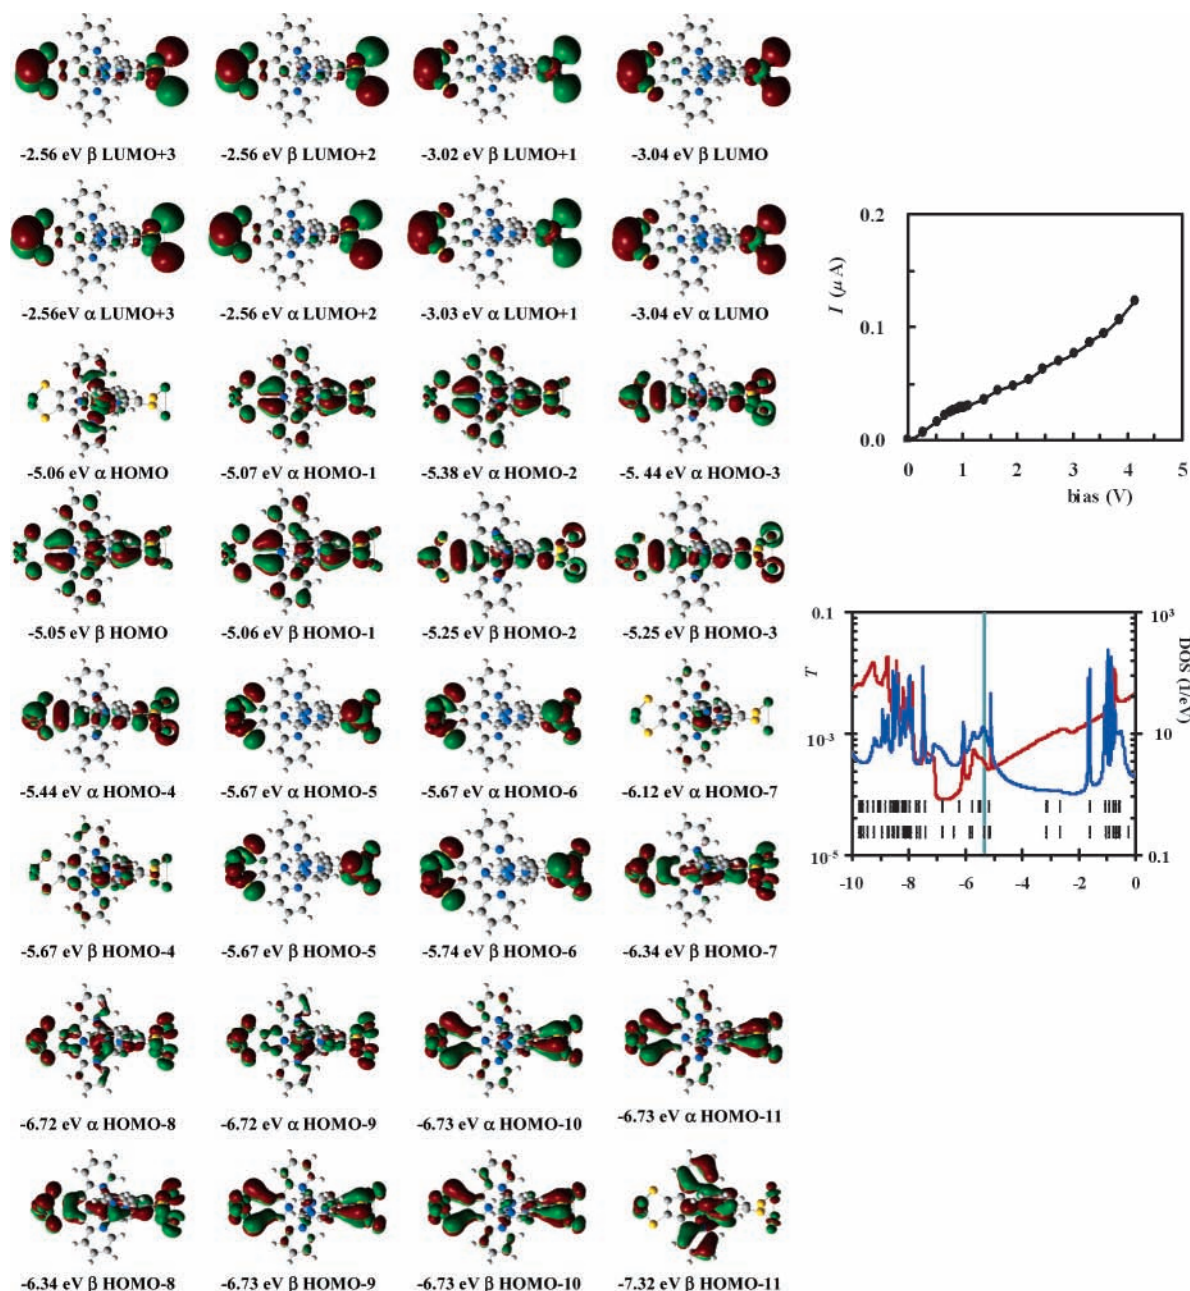 -2.56 eV β LUMO+3 -2.56 eV β LUMO+2 -3.02 eV β LUMO+1 -3.04 eV β LUMO
-2.56eV α LUMO+3 -2.56 eV α LUMO+2 -3.03 eV α LUMO+1 -3.04 eV α LUMO
-5.06 eV α HOMO -5.07 eV α HOMO-1 -5.38 eV α HOMO-2 -5. 44 eV α HOMO-3
-5.05 eV β HOMO -5.06 eV β HOMO-1 -5.25 eV β HOMO-2 -5.25 eV β HOMO-3
-5.44 eV α HOMO-4 -5.67 eV α HOMO-5 -5.67 eV α HOMO-6 -6.12 eV α HOMO-7
-5.67 eV β HOMO-4 -5.67 eV β HOMO-5 -5.74 eV β HOMO-6 -6.34 eV β HOMO-7
-6.72 eV α HOMO-8 -6.72 eV α HOMO-9 -6.73 eV α HOMO-10 -6.73 eV α HOMO-11
-6.34 eV β HOMO-8 -6.73 eV β HOMO-9 -6.73 eV β HOMO-10 -7.32 eV β HOMO-11
0.2
I (μA)
0.1
0.0
0 1 2 3 4 5
bias (V)
0.1 10³
T
DOS (1/eV)
10⁻³ 10
10⁻⁵ 0.1
-10 -8 -6 -4 -2 0